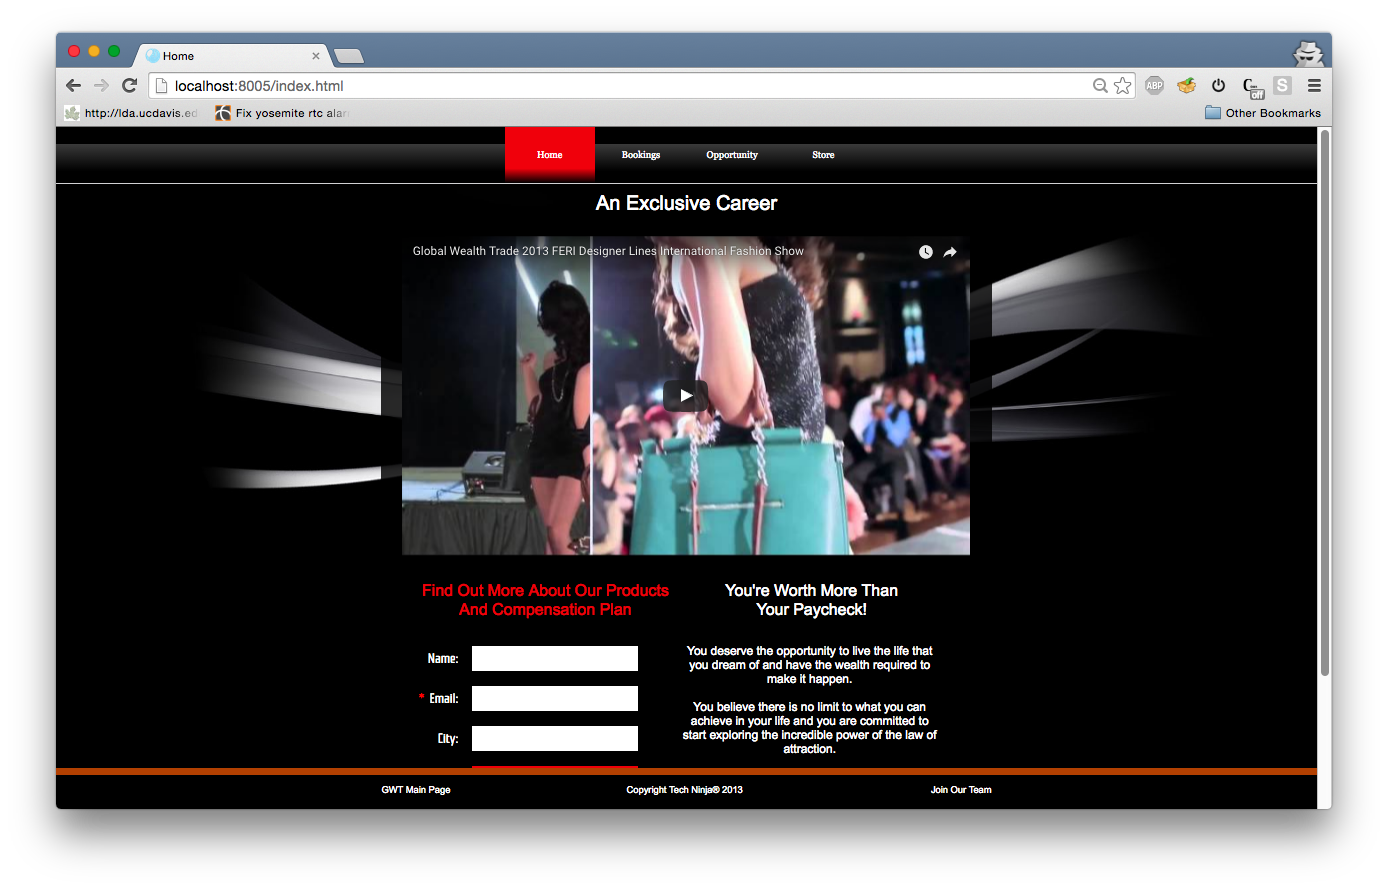 Home
localhost:8005/index.html
ABP
C
off
S
http://lda.ucdavis.ed
Fix yosemite rtc alar
Other Bookmarks
Home Bookings Opportunity Store
An Exclusive Career
Global Wealth Trade 2013 FERI Designer Lines International Fashion Show
Find Out More About Our Products
And Compensation Plan
Name:
* Email:
City:
You're Worth More Than
Your Paycheck!
You deserve the opportunity to live the life that
you dream of and have the wealth required to
make it happen.
You believe there is no limit to what you can
achieve in your life and you are committed to
start exploring the incredible power of the law of
attraction.
GWT Main Page Copyright Tech Ninja® 2013 Join Our Team